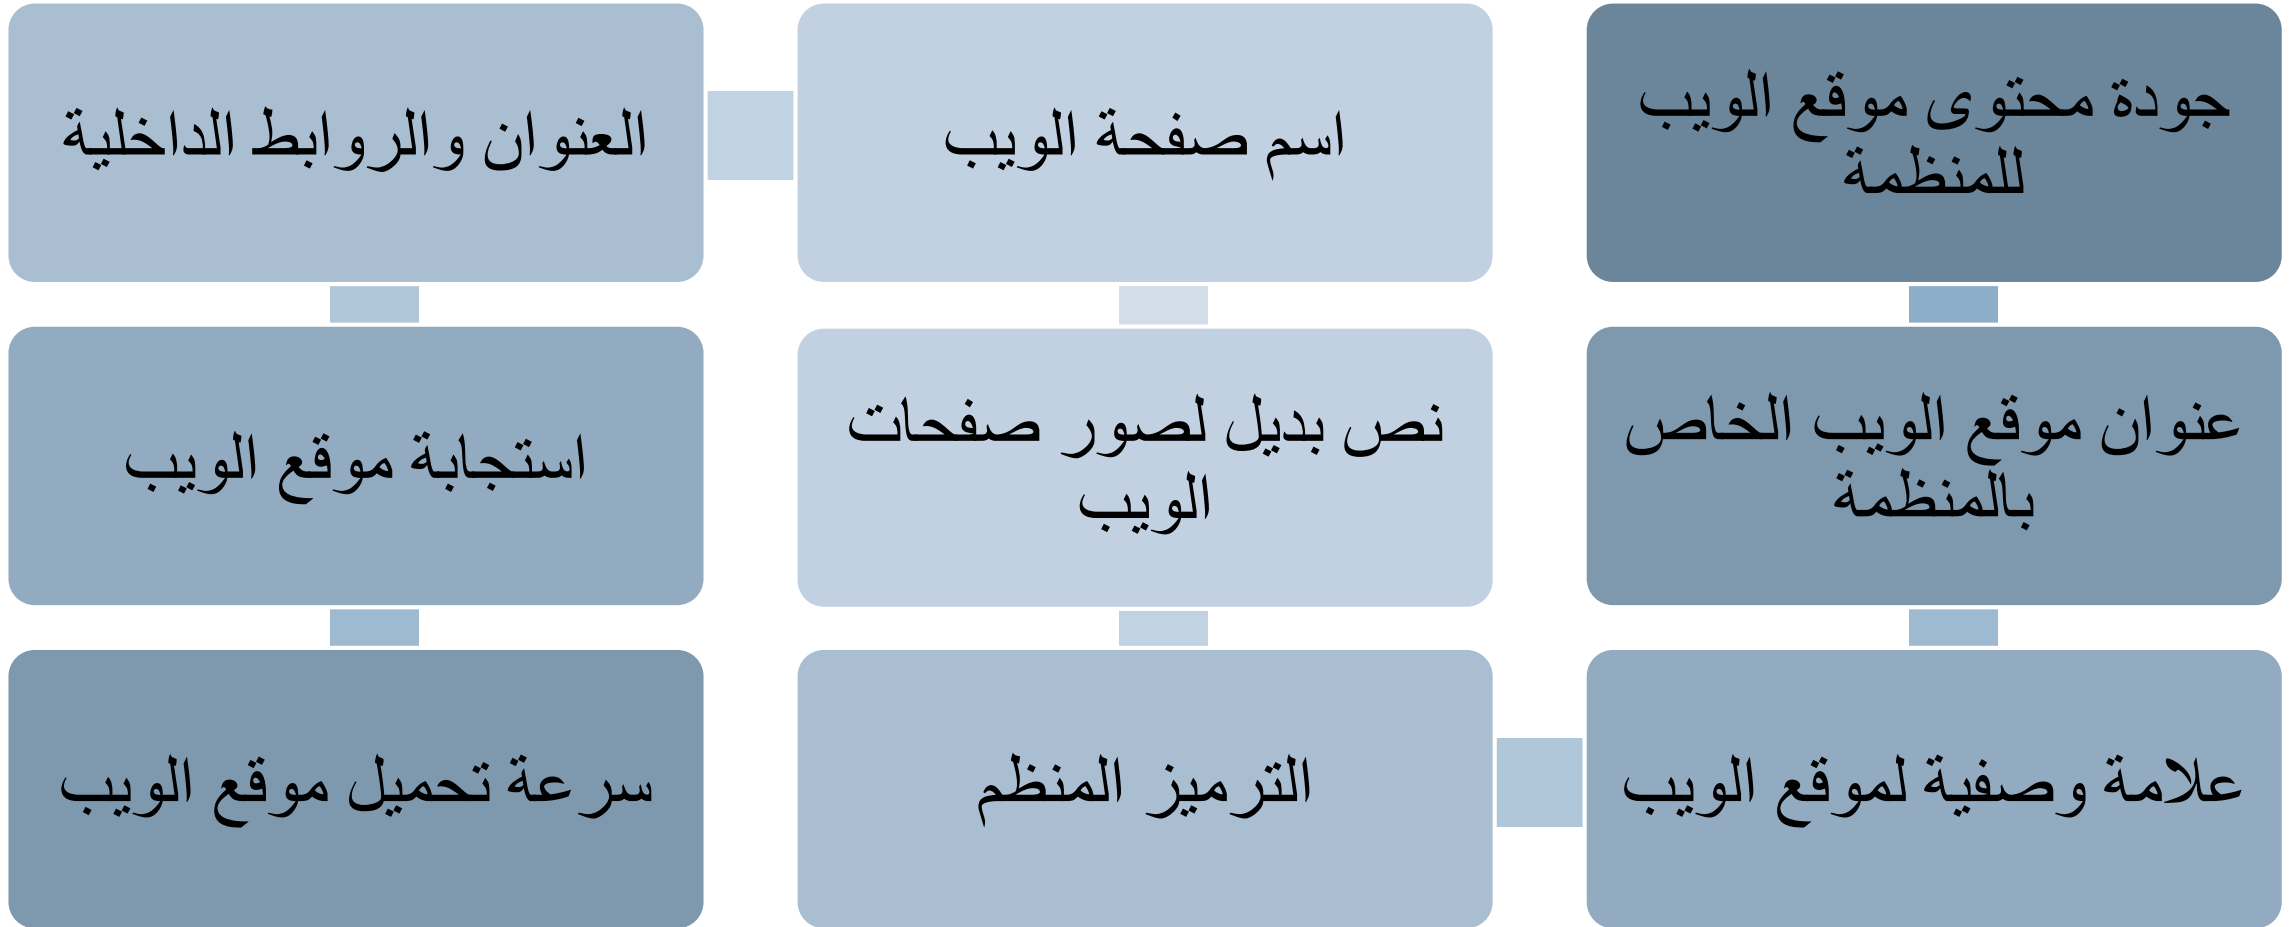 جودة محتوى موقع الويب
للمنظمة
عنوان موقع الويب الخاص
بالمنظمة
علامة وصفية لموقع الويب
الترميز المنظم
نص بديل لصور صفحات
الويب
اسم صفحة الويب
العنوان والروابط الداخلية
استجابة موقع الويب
سرعة تحميل موقع الويب